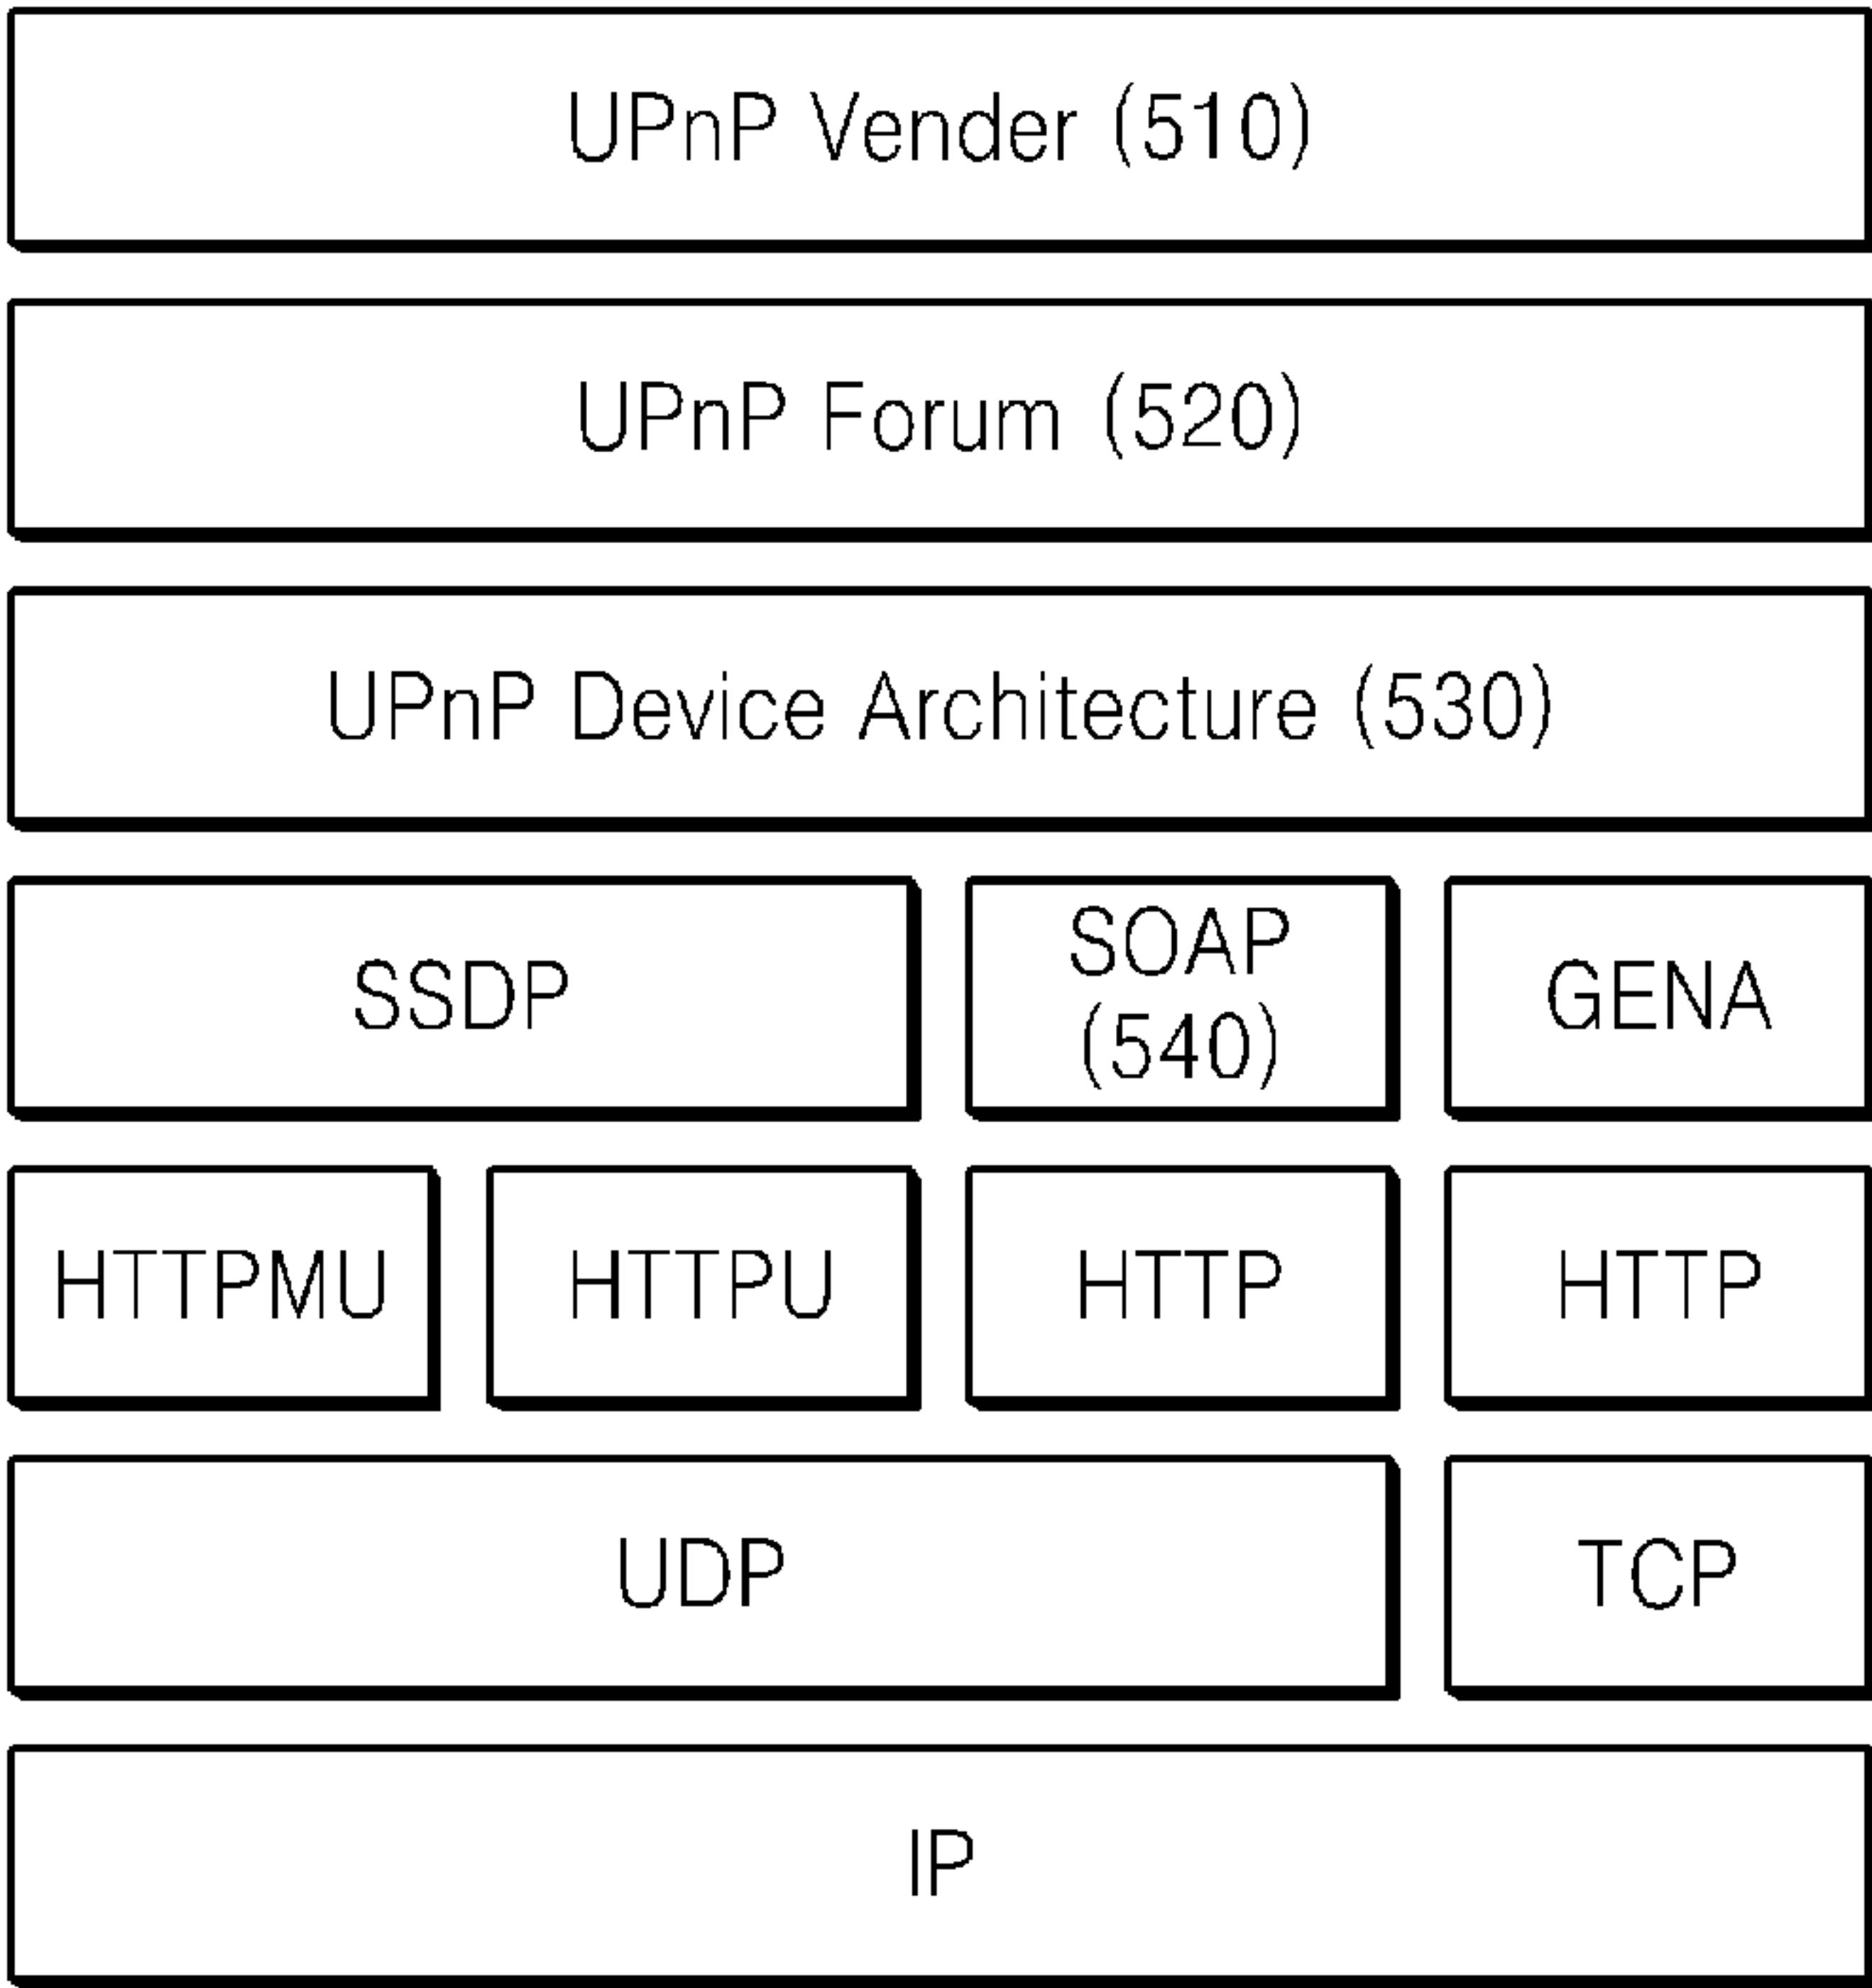 UPnP Vender (510)
UPnP Forum (520)
UPnP Device Architecture (530)
SSDP
SOAP
(540)
GENA
HTTPMU
HTTPU
HTTP
HTTP
UDP
TCP
IP